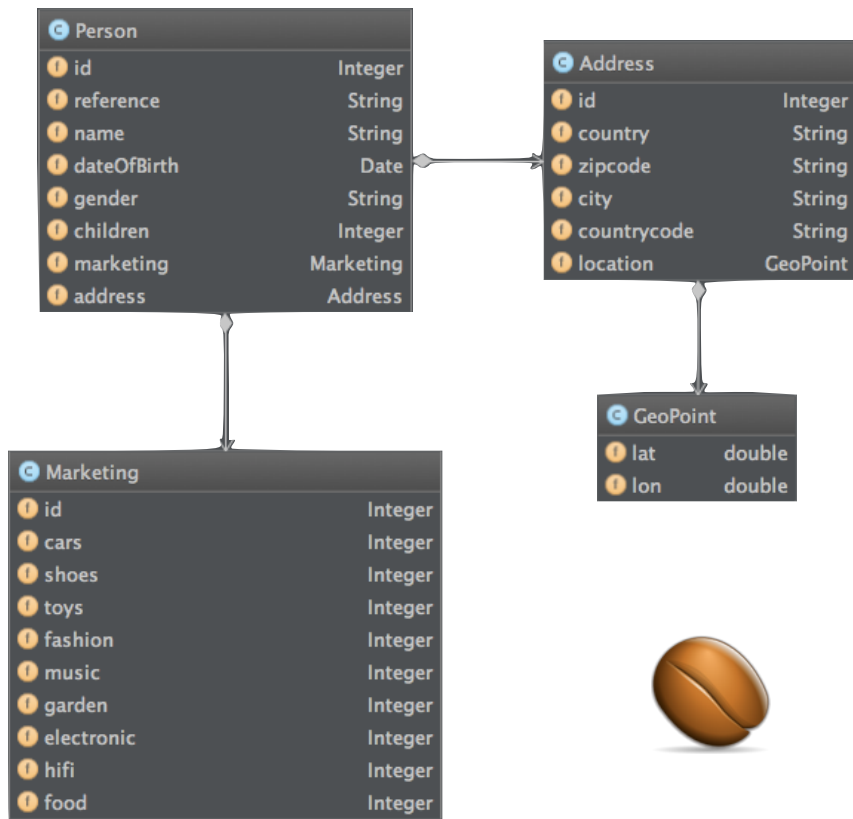 Person
id Integer
reference String
name String
dateOfBirth Date
gender String
children Integer
marketing Marketing
address Address
Address
id Integer
country String
zipcode String
city String
countrycode String
location GeoPoint
GeoPoint
lat double
lon double
Marketing
id Integer
cars Integer
shoes Integer
toys Integer
fashion Integer
music Integer
garden Integer
electronic Integer
hifi Integer
food Integer